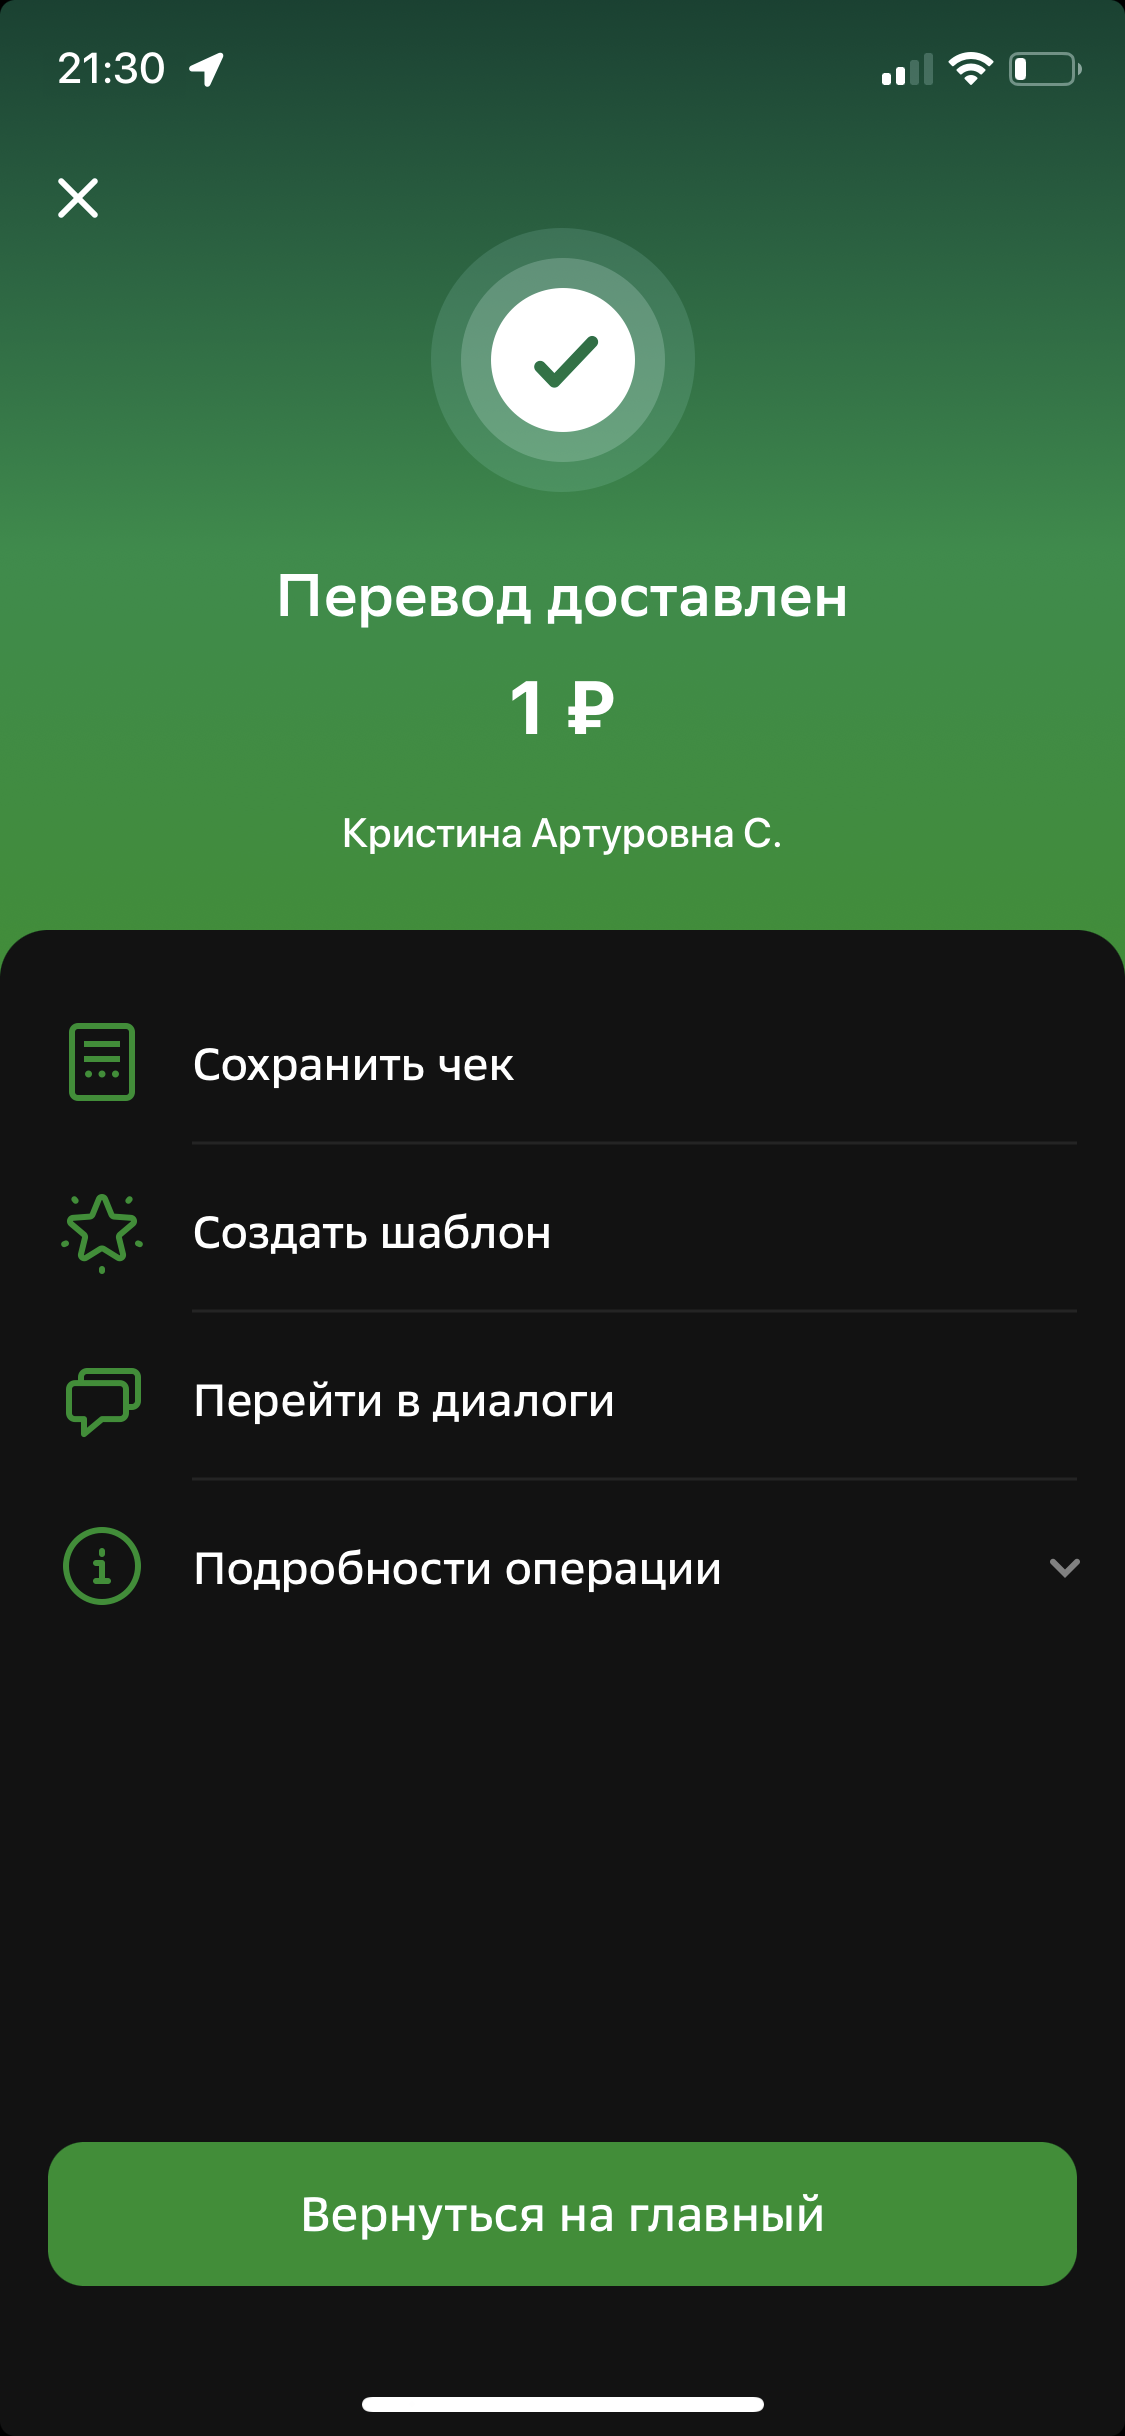 21:30
Перевод доставлен
1 ₽
Кристина Артуровна С.
Сохранить чек
Создать шаблон
Перейти в диалоги
Подробности операции
Вернуться на главный